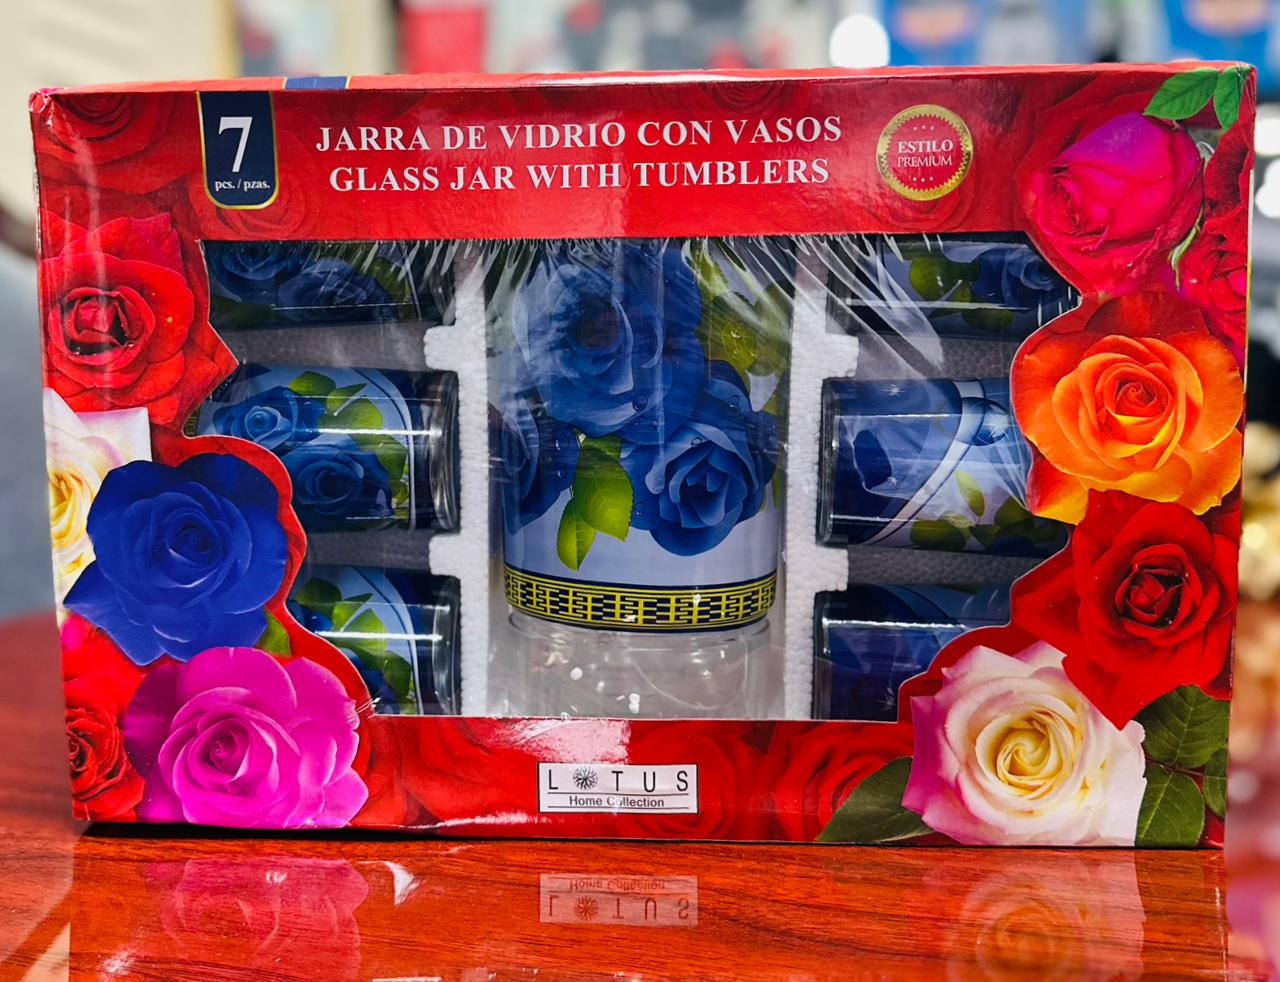 7
pcs. / pzas.
JARRA DE VIDRIO CON VASOS
GLASS JAR WITH TUMBLERS
ESTILO
PREMIUM
LOTUS
Home Collection